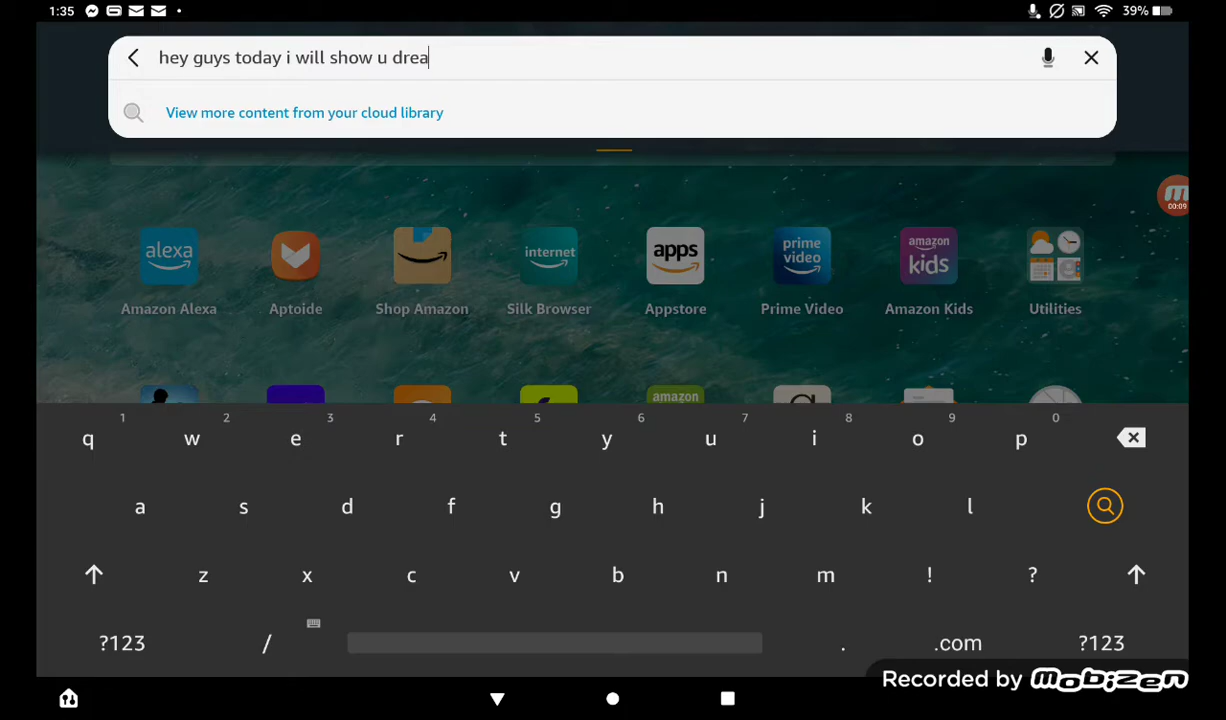 1:35
39%
hey guys today i will show u drea
View more content from your cloud library
00:09
alexa
internet
apps
prime video
amazon kids
Amazon Alexa
Aptoide
Shop Amazon
Silk Browser
Appstore
Prime Video
Amazon Kids
Utilities
amazon
1 2 3 4 5 6 7 8 9 0
q w e r t y u i o p
a s d f g h j k l
z x c v b n m ! ?
?123 / . .com ?123
Recorded by mobizen